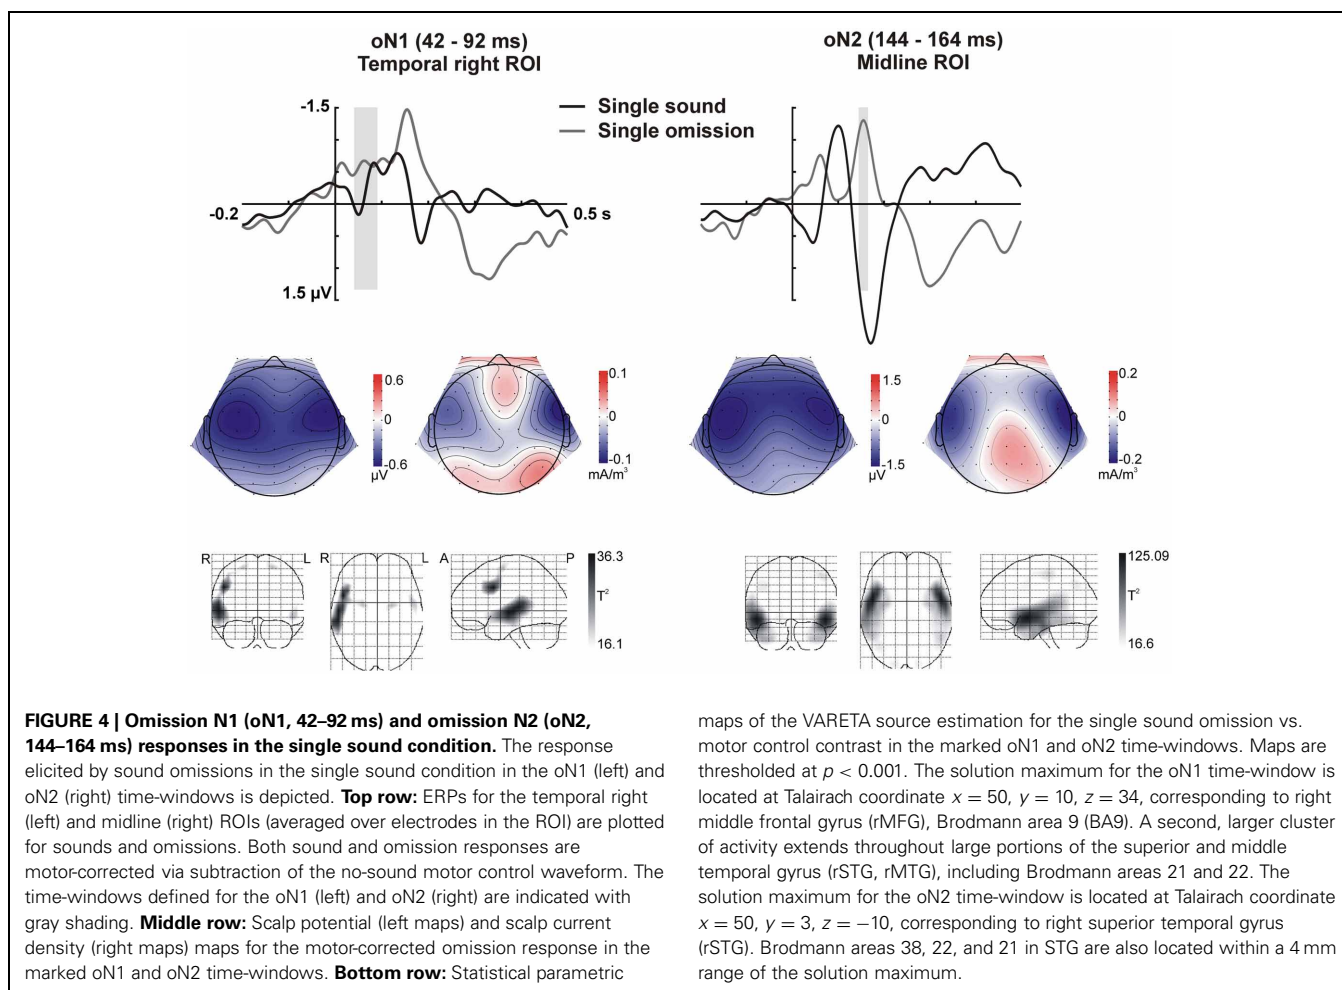 oN1 (42 - 92 ms)
Temporal right ROI
oN2 (144 - 164 ms)
Midline ROI
-1.5
Single sound
Single omission
-0.2
0.5 s
1.5 µV
0.6
0
-0.6
µV
0.1
0
-0.1
mA/m³
1.5
0
-1.5
µV
0.2
0
-0.2
mA/m³
R
L
R
L
A
P
36.3
T²
16.1
125.09
T²
16.6
FIGURE 4 | Omission N1 (oN1, 42–92 ms) and omission N2 (oN2,
144–164 ms) responses in the single sound condition. The response
elicited by sound omissions in the single sound condition in the oN1 (left) and
oN2 (right) time-windows is depicted. Top row: ERPs for the temporal right
(left) and midline (right) ROIs (averaged over electrodes in the ROI) are plotted
for sounds and omissions. Both sound and omission responses are
motor-corrected via subtraction of the no-sound motor control waveform. The
time-windows defined for the oN1 (left) and oN2 (right) are indicated with
gray shading. Middle row: Scalp potential (left maps) and scalp current
density (right maps) maps for the motor-corrected omission response in the
marked oN1 and oN2 time-windows. Bottom row: Statistical parametric
maps of the VARETA source estimation for the single sound omission vs.
motor control contrast in the marked oN1 and oN2 time-windows. Maps are
thresholded at p < 0.001. The solution maximum for the oN1 time-window is
located at Talairach coordinate x = 50, y = 10, z = 34, corresponding to right
middle frontal gyrus (rMFG), Brodmann area 9 (BA9). A second, larger cluster
of activity extends throughout large portions of the superior and middle
temporal gyrus (rSTG, rMTG), including Brodmann areas 21 and 22. The
solution maximum for the oN2 time-window is located at Talairach coordinate
x = 50, y = 3, z = −10, corresponding to right superior temporal gyrus
(rSTG). Brodmann areas 38, 22, and 21 in STG are also located within a 4 mm
range of the solution maximum.